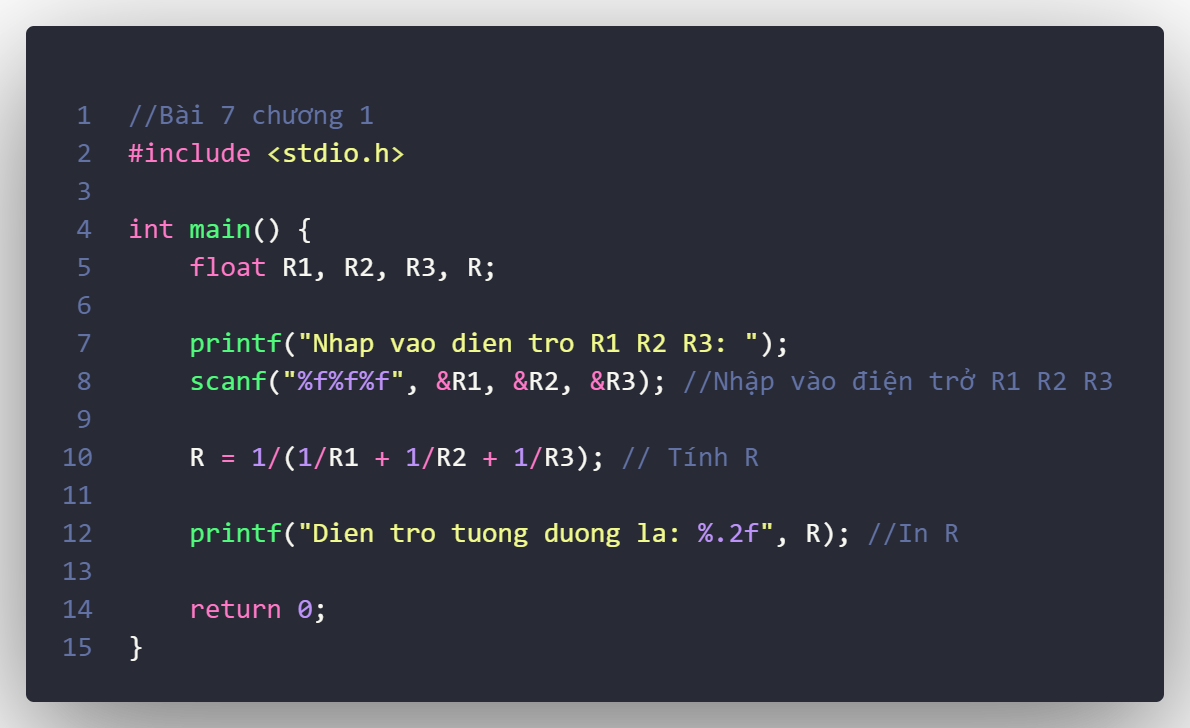 1 //Bài 7 chương 1
2 #include <stdio.h>
3
4 int main() {
5     float R1, R2, R3, R;
6
7     printf("Nhap vao dien tro R1 R2 R3: ");
8     scanf("%f%f%f", &R1, &R2, &R3); //Nhập vào điện trở R1 R2 R3
9
10     R = 1/(1/R1 + 1/R2 + 1/R3); // Tính R
11
12     printf("Dien tro tuong duong la: %.2f", R); //In R
13
14     return 0;
15 }